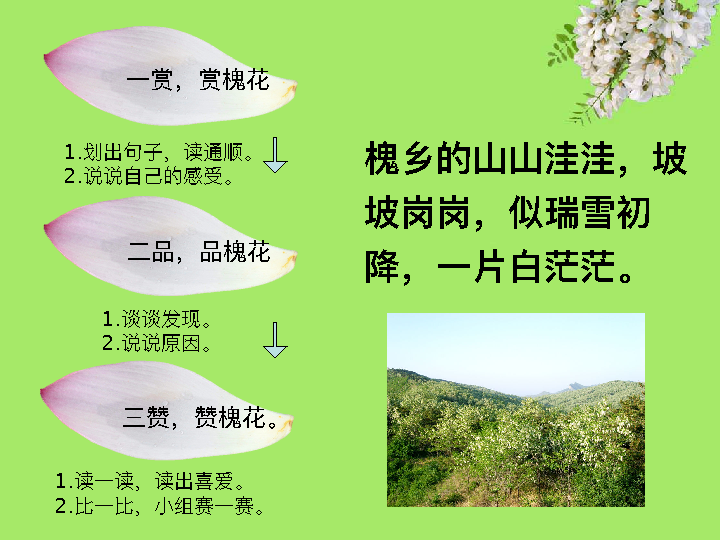 一赏，赏槐花
1.划出句子，读通顺。
2.说说自己的感受。
二品，品槐花
1.谈谈发现。
2.说说原因。
三赞，赞槐花。
1.读一读，读出喜爱。
2.比一比，小组赛一赛。
槐乡的山山洼洼，坡
坡岗岗，似瑞雪初
降，一片白茫茫。